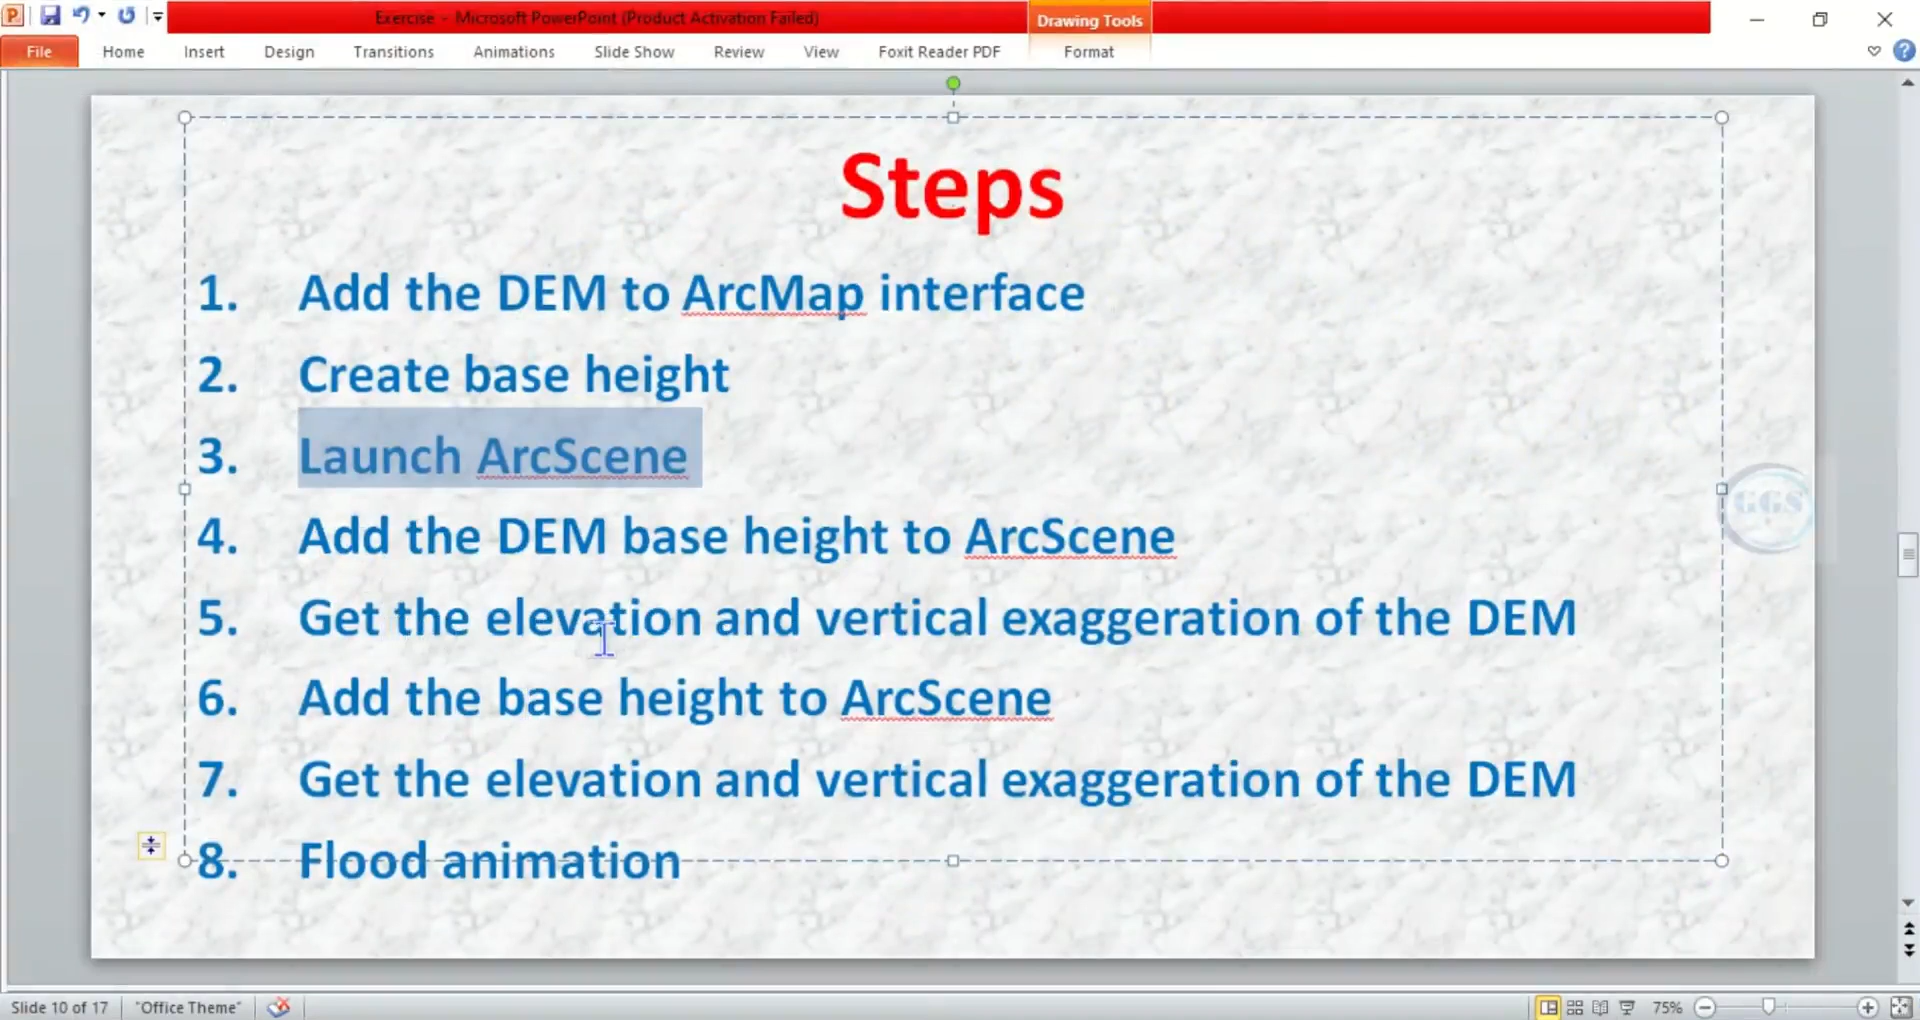 Exercise - Microsoft PowerPoint (Product Activation Failed)
Drawing Tools
File Home Insert Design Transitions Animations Slide Show Review View Foxit Reader PDF Format
Steps
1. Add the DEM to ArcMap interface
2. Create base height
3. Launch ArcScene
4. Add the DEM base height to ArcScene
5. Get the elevation and vertical exaggeration of the DEM
6. Add the base height to ArcScene
7. Get the elevation and vertical exaggeration of the DEM
8. Flood animation
GGS
Slide 10 of 17 "Office Theme" 75%